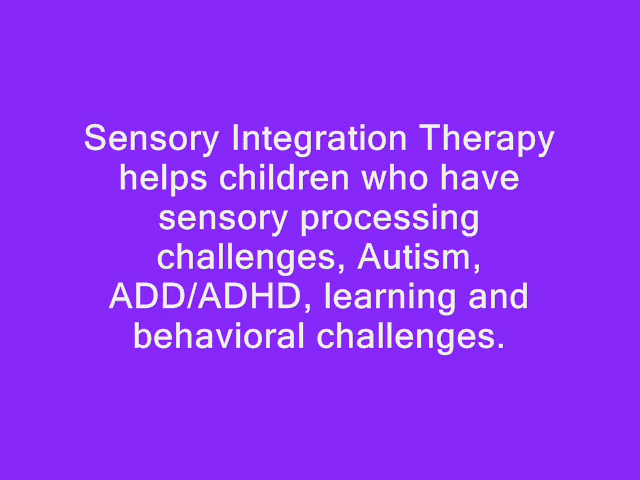 Sensory Integration Therapy
helps children who have
sensory processing
challenges, Autism,
ADD/ADHD, learning and
behavioral challenges.